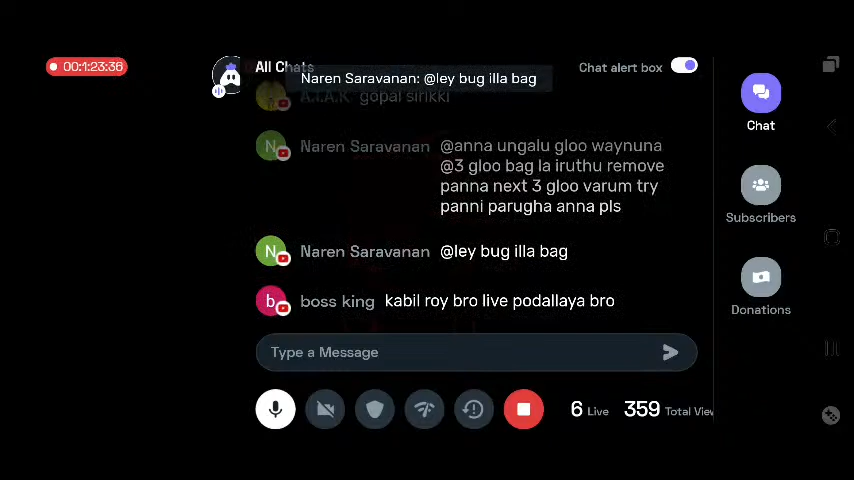 00:1:23:36
All Chats
Naren Saravanan: @ley bug illa bag
Chat alert box
A.T.A.K gopal sirikki
Naren Saravanan @anna ungalu gloo waynuna
@3 gloo bag la iruthu remove
panna next 3 gloo varum try
panni parugha anna pls
N Naren Saravanan @ley bug illa bag
b boss king kabil roy bro live podallaya bro
Type a Message
6 Live 359 Total View
Chat
Subscribers
Donations